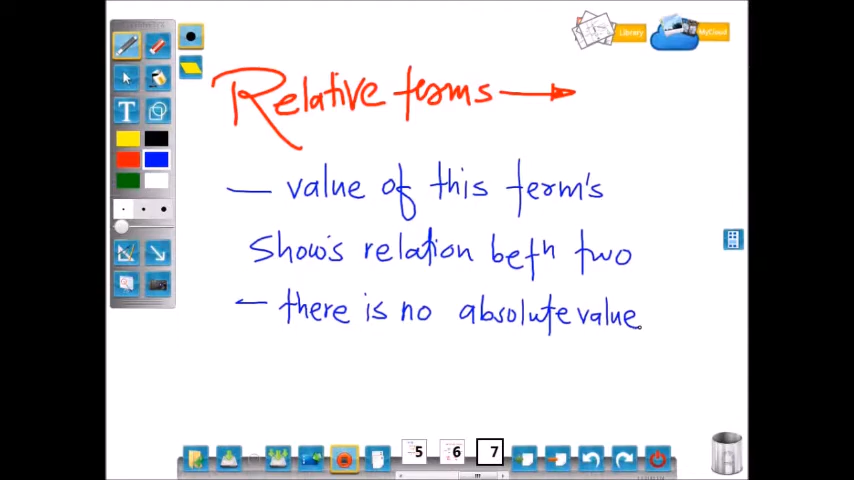 Library
MyCloud
Relative terms →
— value of this term's
Show's relation betn two
— there is no absolute value.
T
5 6 7